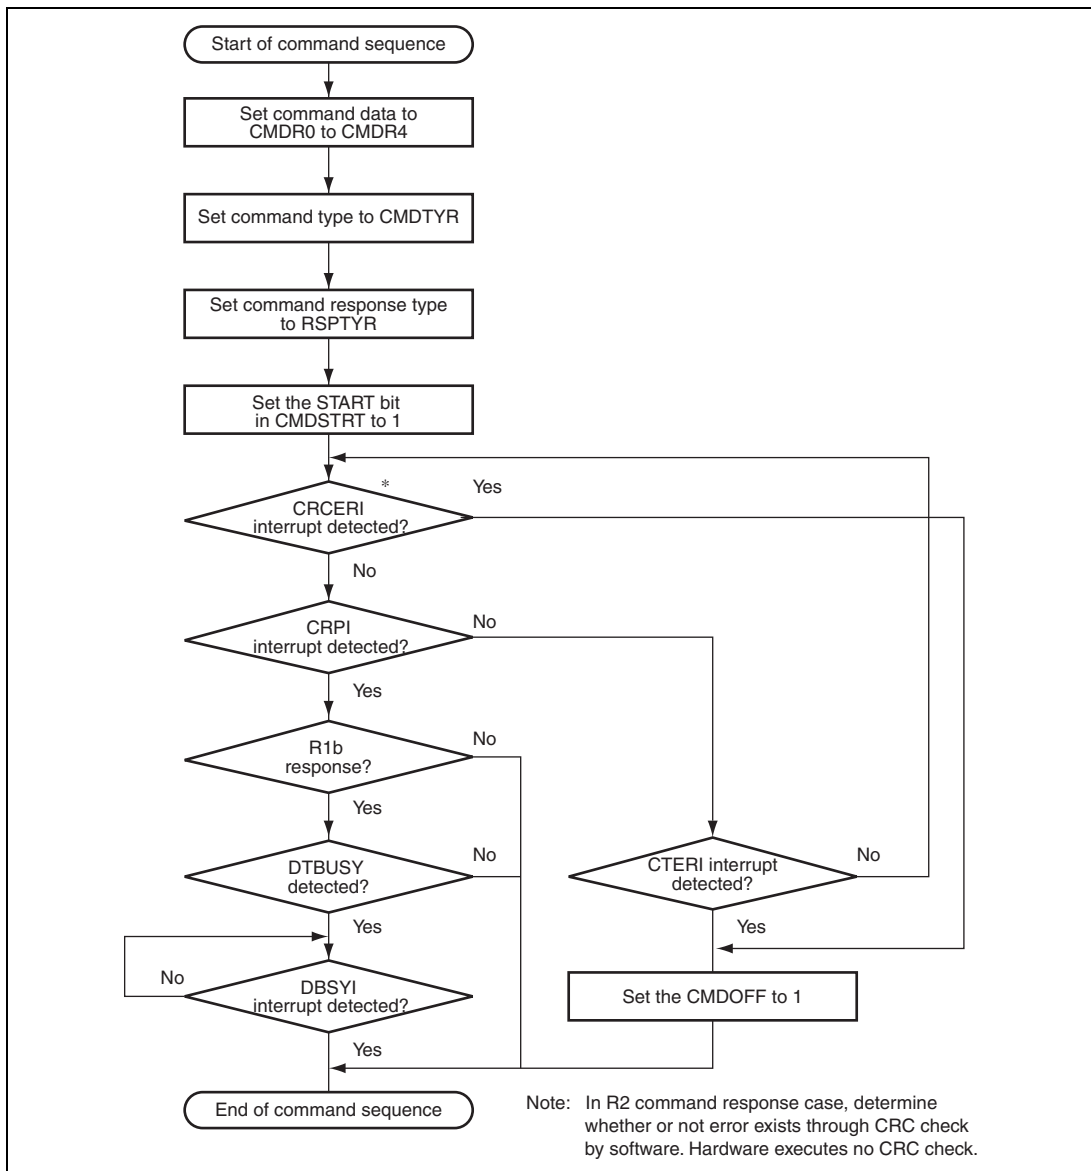 Start of command sequence
Set command data to
CMDR0 to CMDR4
Set command type to CMDTYR
Set command response type
to RSPTYR
Set the START bit
in CMDSTRT to 1
*
Yes
CRCERI
interrupt detected?
No
No
CRPI
interrupt detected?
Yes
No
R1b
response?
Yes
No
DTBUSY
detected?
Yes
No
CTERI interrupt
detected?
Yes
No
DBSYI
interrupt detected?
Yes
Set the CMDOFF to 1
End of command sequence
Note: In R2 command response case, determine
whether or not error exists through CRC check
by software. Hardware executes no CRC check.